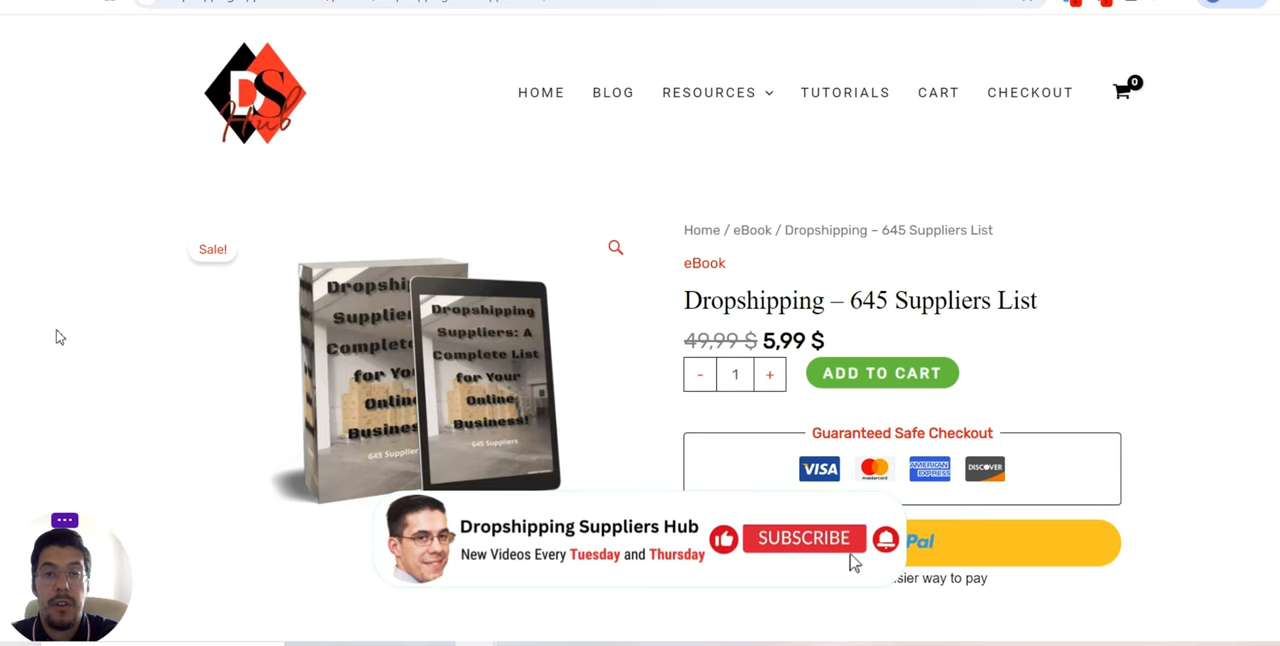 DS
Hub
HOME
BLOG
RESOURCES
TUTORIALS
CART
CHECKOUT
0
Sale!
Home / eBook / Dropshipping – 645 Suppliers List
eBook
Dropshipping – 645 Suppliers List
49,99 $ 5,99 $
- 1 +
ADD TO CART
Guaranteed Safe Checkout
VISA
mastercard
AMERICAN
EXPRESS
DISCOVER
Dropshipping
Suppliers: A
Complete List
for Your
Online
Business!
645 Suppliers
Dropshipping Suppliers Hub
New Videos Every Tuesday and Thursday
SUBSCRIBE
Pal
way to pay